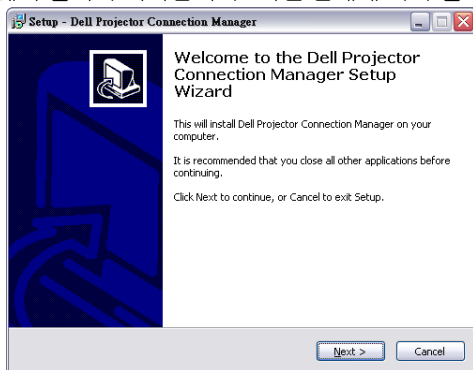 Setup - Dell Projector Connection Manager
Welcome to the Dell Projector
Connection Manager Setup
Wizard
This will install Dell Projector Connection Manager on your
computer.
It is recommended that you close all other applications before
continuing.
Click Next to continue, or Cancel to exit Setup.
Next >
Cancel